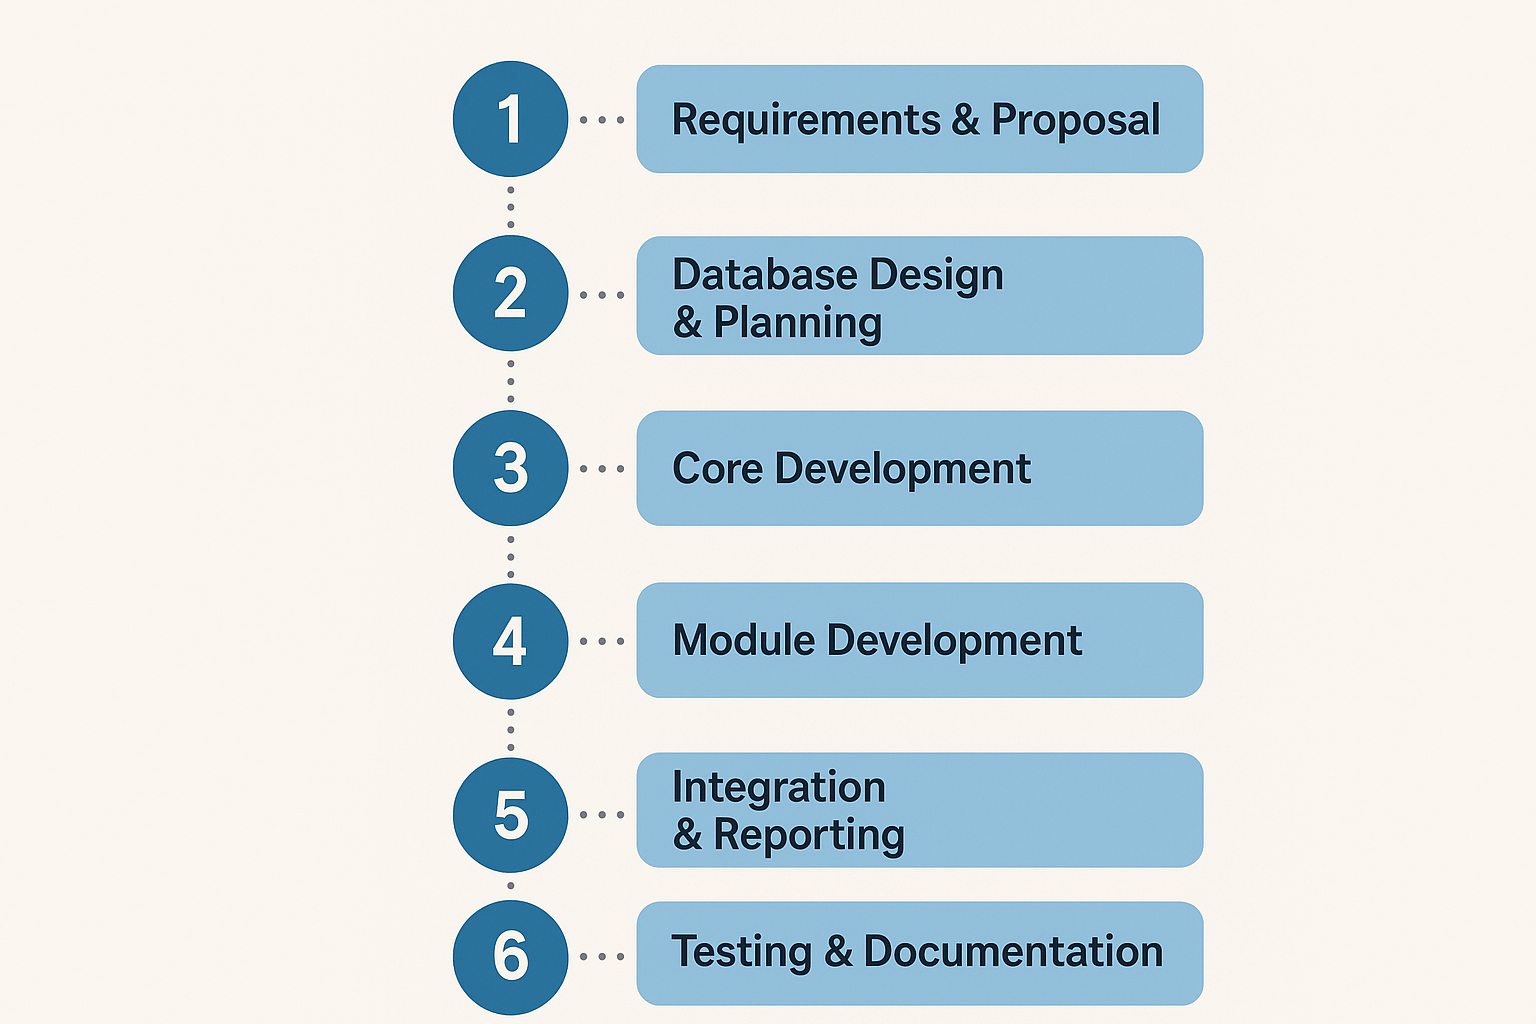 1
Requirements & Proposal
2
Database Design
& Planning
3
Core Development
4
Module Development
5
Integration
& Reporting
6
Testing & Documentation